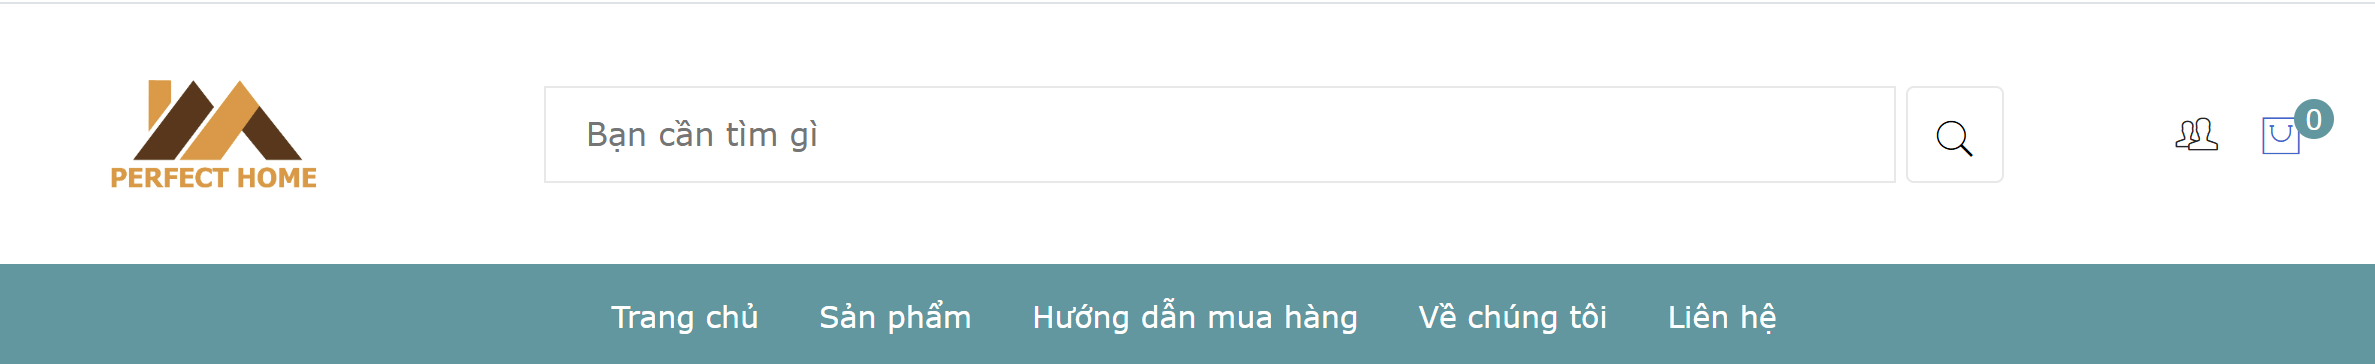 PERFECT HOME
Bạn cần tìm gì
0
Trang chủ Sản phẩm Hướng dẫn mua hàng Về chúng tôi Liên hệ